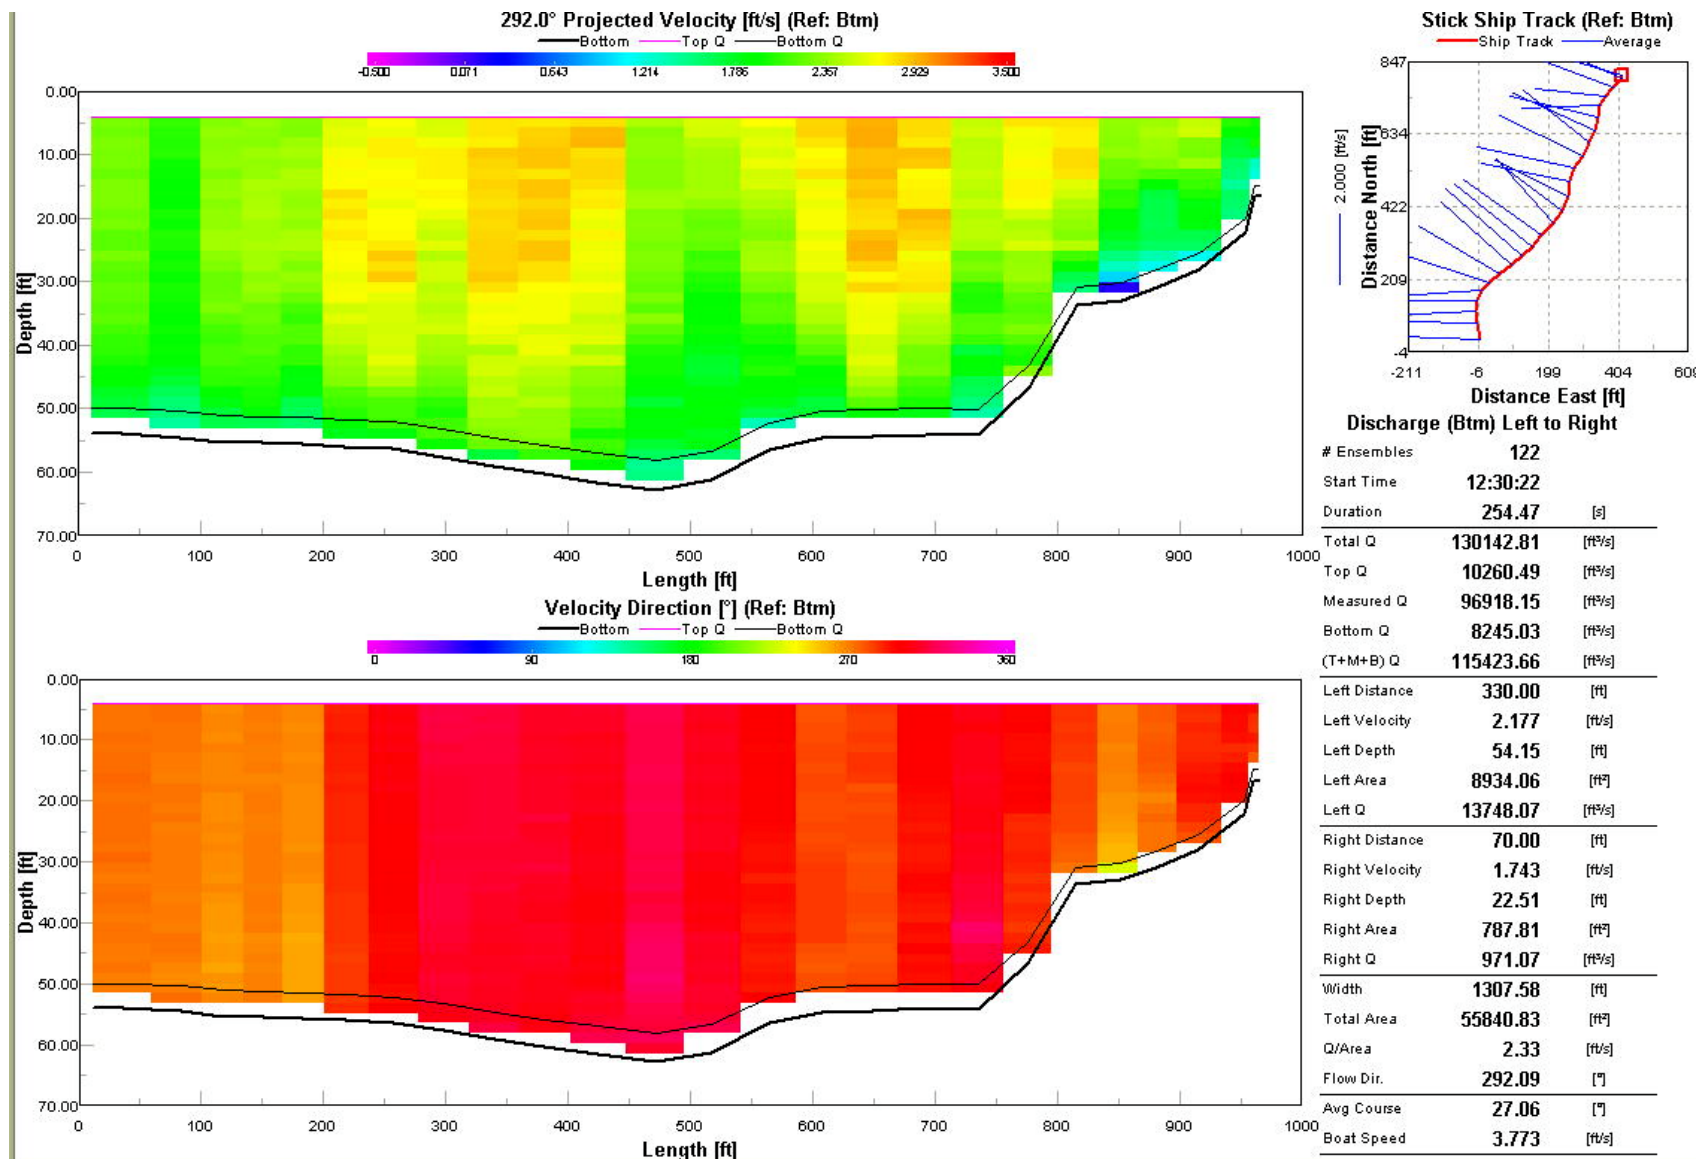 292.0° Projected Velocity [ft/s] (Ref: Btm)
Bottom Top Q Bottom Q
-0.500 0.071 0.643 1.214 1.786 2.357 2.929 3.500
0.00
10.00
20.00
30.00
40.00
50.00
60.00
70.00
Depth [ft]
0 100 200 300 400 500 600 700 800 900 1000
Length [ft]
Velocity Direction [°] (Ref: Btm)
Bottom Top Q Bottom Q
0 90 180 270 360
0.00
10.00
20.00
30.00
40.00
50.00
60.00
70.00
Depth [ft]
0 100 200 300 400 500 600 700 800 900 1000
Length [ft]
Stick Ship Track (Ref: Btm)
Ship Track Average
2.000 [ft/s]
Distance North [ft]
847
634
422
209
-4
-211 -6 199 404 609
Distance East [ft]
Discharge (Btm) Left to Right
# Ensembles 122
Start Time 12:30:22
Duration 254.47 [s]
Total Q 130142.81 [ft³/s]
Top Q 10260.49 [ft³/s]
Measured Q 96918.15 [ft³/s]
Bottom Q 8245.03 [ft³/s]
(T+M+B) Q 115423.66 [ft³/s]
Left Distance 330.00 [ft]
Left Velocity 2.177 [ft/s]
Left Depth 54.15 [ft]
Left Area 8934.06 [ft²]
Left Q 13748.07 [ft³/s]
Right Distance 70.00 [ft]
Right Velocity 1.743 [ft/s]
Right Depth 22.51 [ft]
Right Area 787.81 [ft²]
Right Q 971.07 [ft³/s]
Width 1307.58 [ft]
Total Area 55840.83 [ft²]
Q/Area 2.33 [ft/s]
Flow Dir. 292.09 [°]
Avg Course 27.06 [°]
Boat Speed 3.773 [ft/s]